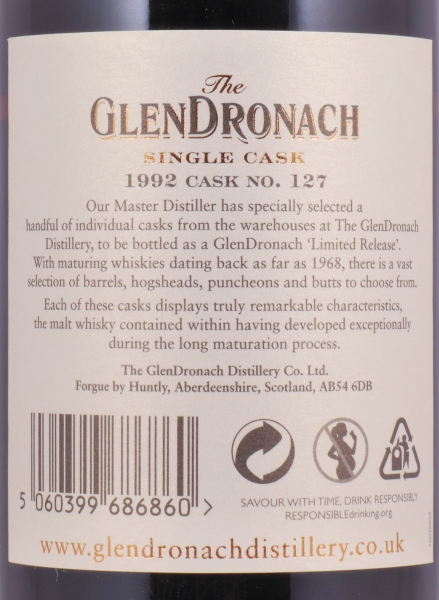 The
GLENDRONACH
SINGLE CASK
1992 CASK NO. 127
Our Master Distiller has specially selected a
handful of individual casks from the warehouses at The GlenDronach
Distillery, to be bottled as a GlenDronach ‘Limited Release’.
With maturing whiskies dating back as far as 1968, there is a vast
selection of barrels, hogsheads, puncheons and butts to choose from.
Each of these casks displays truly remarkable characteristics,
the malt whisky contained within having developed exceptionally
during the long maturation process.
The GlenDronach Distillery Co. Ltd.
Forgue by Huntly, Aberdeenshire, Scotland, AB54 6DB
5 060399 686860 >
SAVOUR WITH TIME, DRINK RESPONSIBLY
RESPONSIBLEdrinking.org
www.glendronachdistillery.co.uk